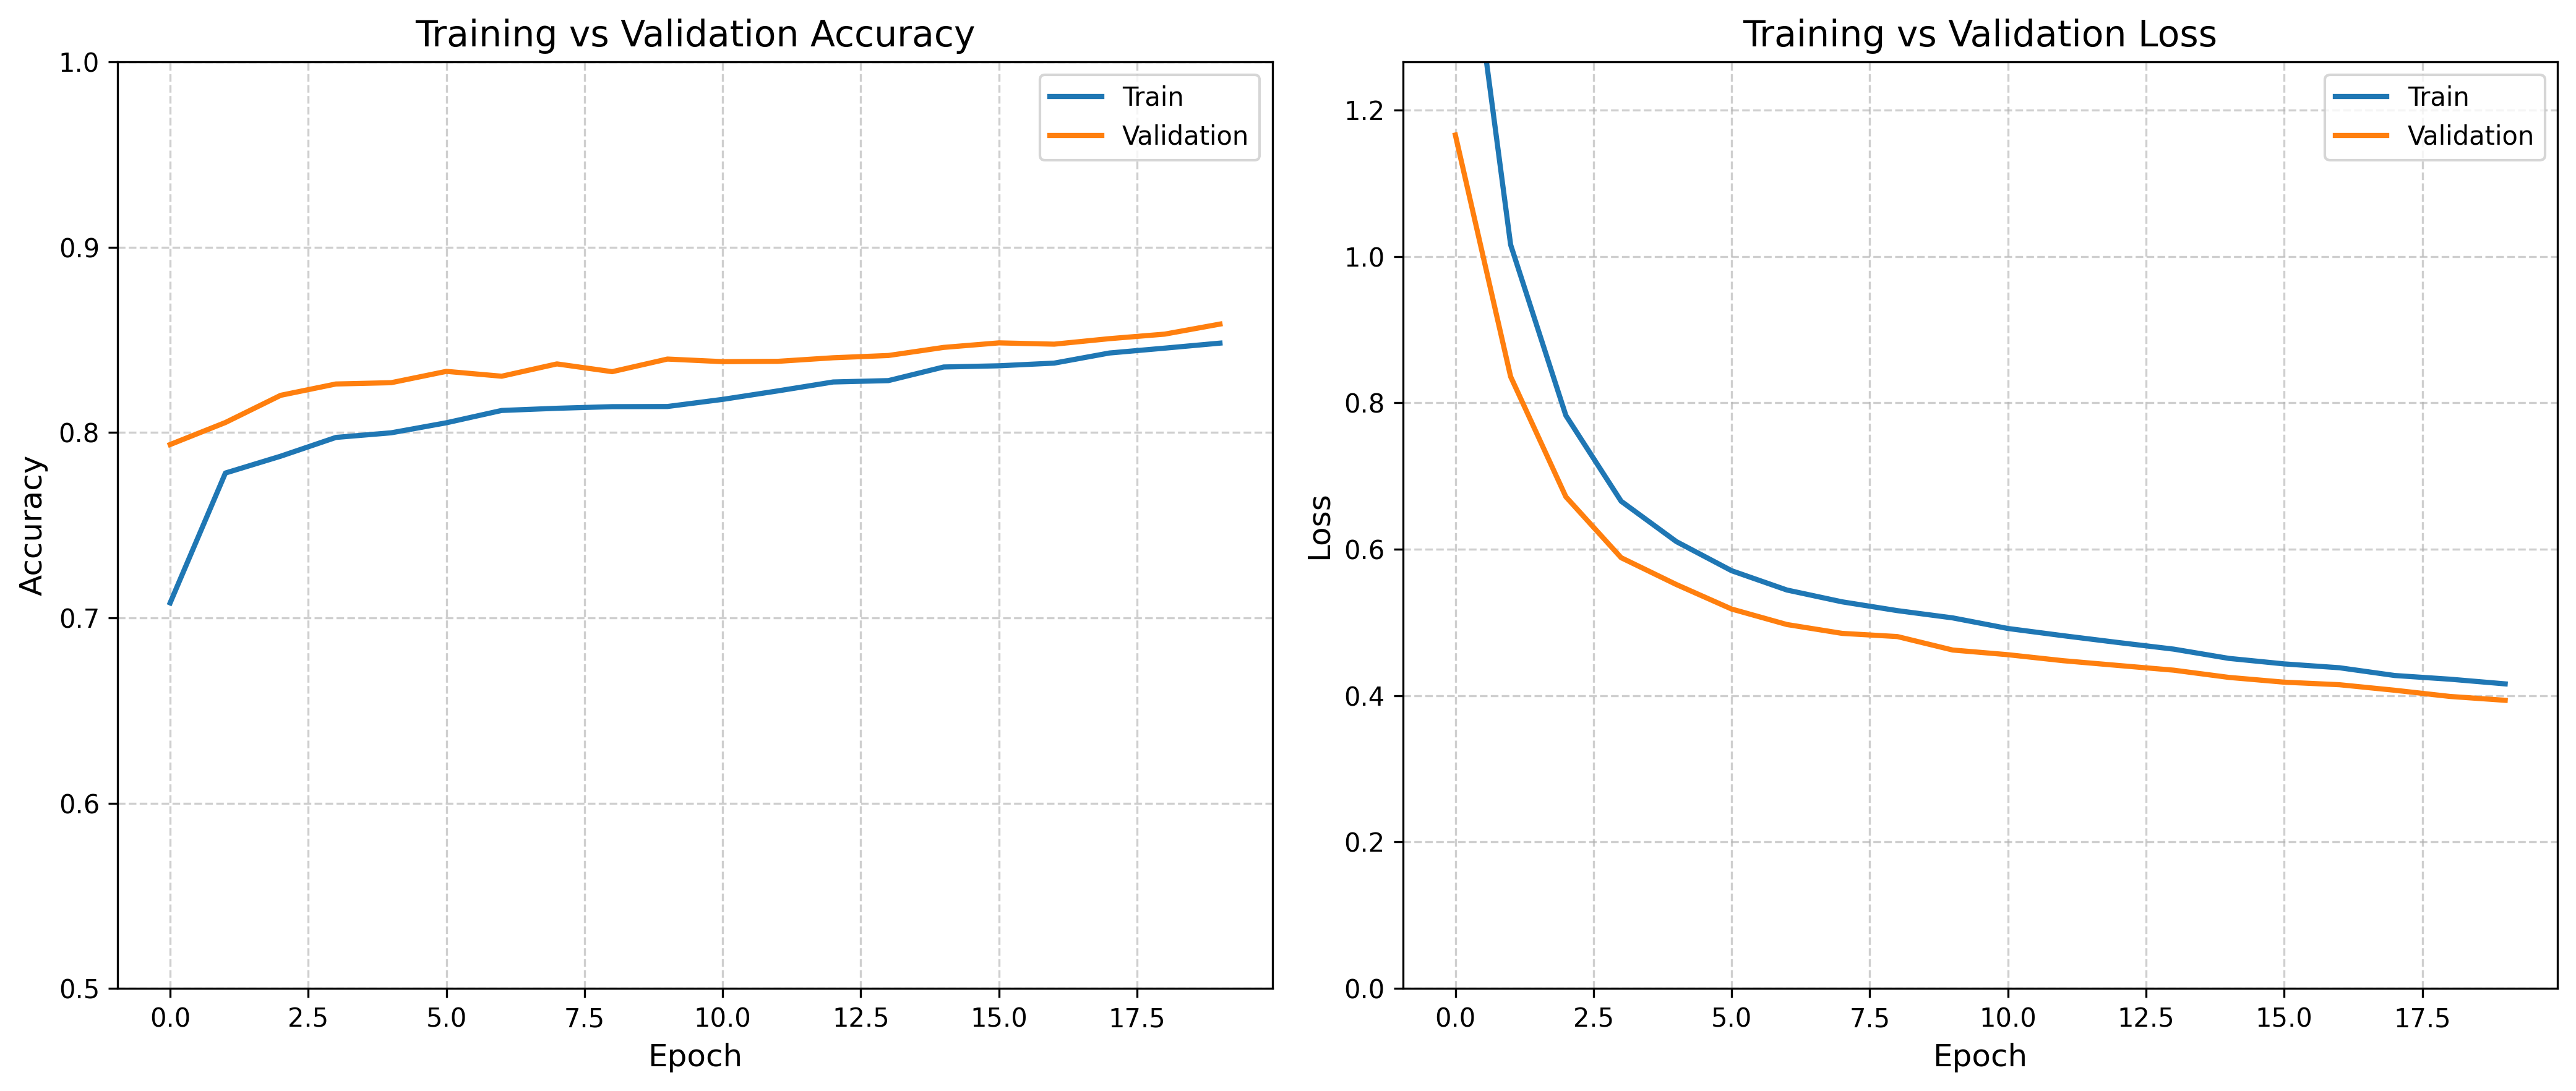 Training vs Validation Accuracy
1.0
0.9
0.8
0.7
0.6
0.5
Accuracy
0.0 2.5 5.0 7.5 10.0 12.5 15.0 17.5
Epoch
Train
Validation
Training vs Validation Loss
1.2
1.0
0.8
0.6
0.4
0.2
0.0
Loss
0.0 2.5 5.0 7.5 10.0 12.5 15.0 17.5
Epoch
Train
Validation